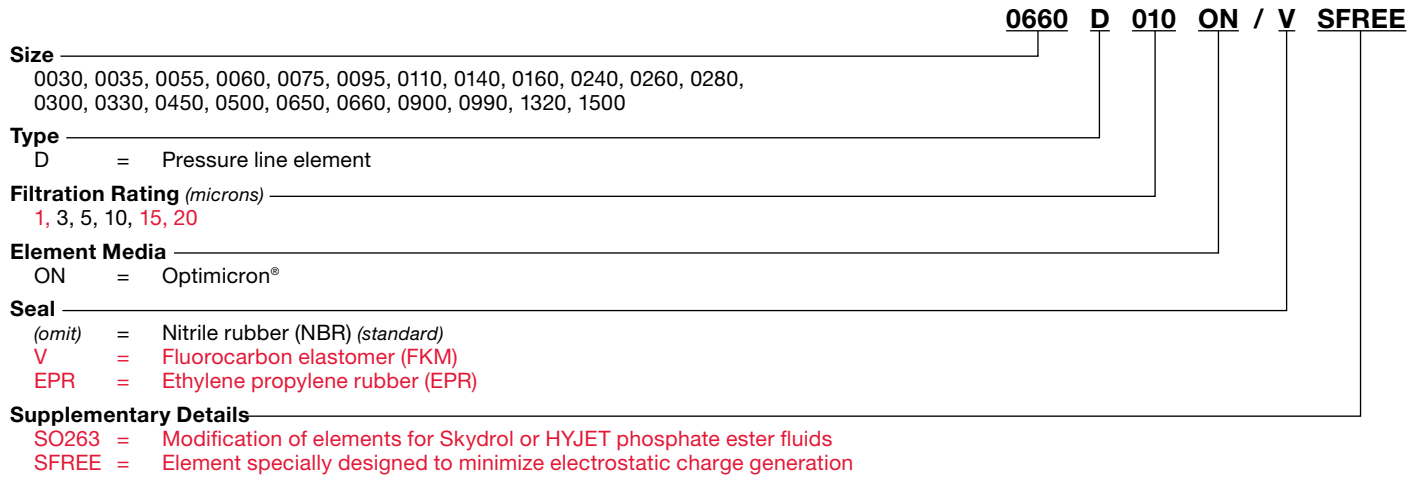 0660 D 010 ON / V SFREE
Size
0030, 0035, 0055, 0060, 0075, 0095, 0110, 0140, 0160, 0240, 0260, 0280,
0300, 0330, 0450, 0500, 0650, 0660, 0900, 0990, 1320, 1500
Type
D = Pressure line element
Filtration Rating (microns)
1, 3, 5, 10, 15, 20
Element Media
ON = Optimicron®
Seal
(omit) = Nitrile rubber (NBR) (standard)
V = Fluorocarbon elastomer (FKM)
EPR = Ethylene propylene rubber (EPR)
Supplementary Details
SO263 = Modification of elements for Skydrol or HYJET phosphate ester fluids
SFREE = Element specially designed to minimize electrostatic charge generation